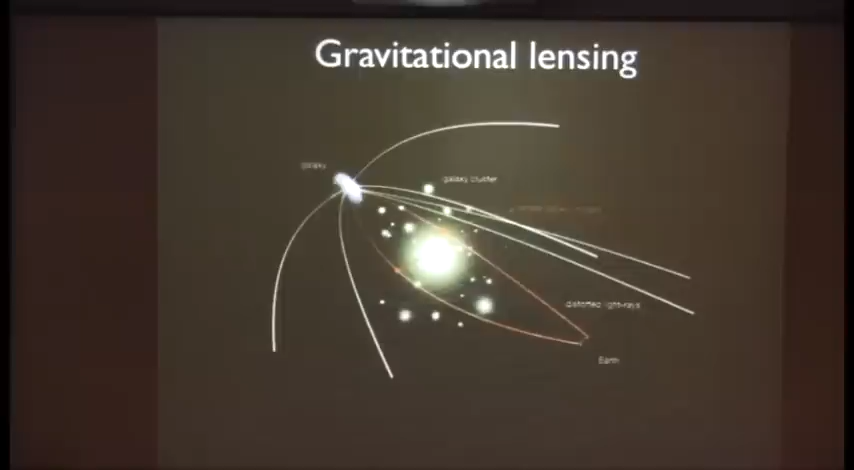 Gravitational lensing
galaxy
galaxy cluster
distorted light-rays
Earth